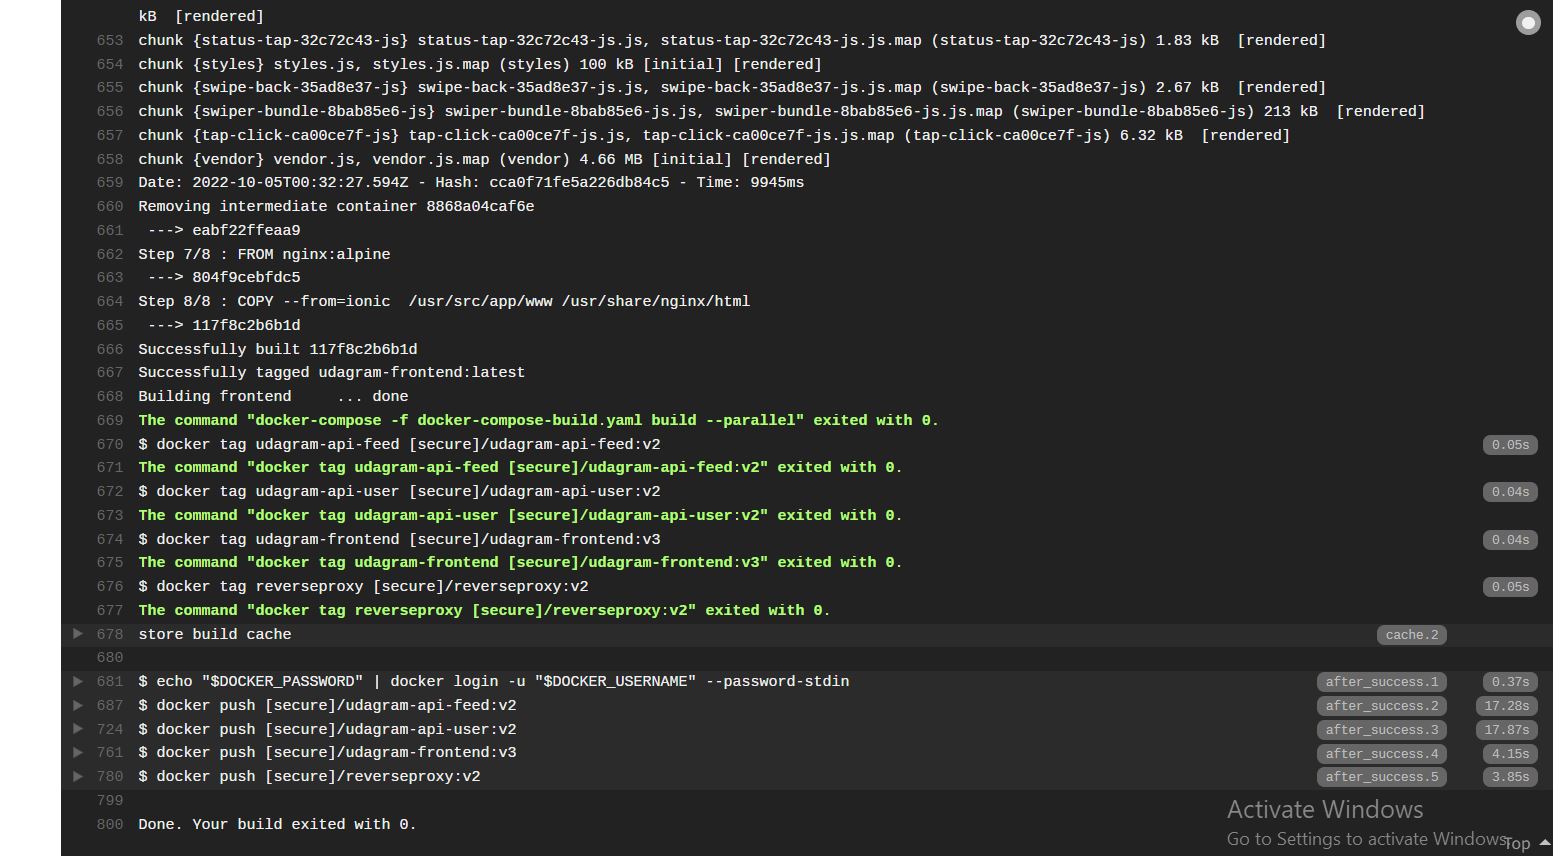 kB  [rendered]
653 chunk {status-tap-32c72c43-js} status-tap-32c72c43-js.js, status-tap-32c72c43-js.js.map (status-tap-32c72c43-js) 1.83 kB  [rendered]
654 chunk {styles} styles.js, styles.js.map (styles) 100 kB [initial] [rendered]
655 chunk {swipe-back-35ad8e37-js} swipe-back-35ad8e37-js.js, swipe-back-35ad8e37-js.js.map (swipe-back-35ad8e37-js) 2.67 kB  [rendered]
656 chunk {swiper-bundle-8bab85e6-js} swiper-bundle-8bab85e6-js.js, swiper-bundle-8bab85e6-js.js.map (swiper-bundle-8bab85e6-js) 213 kB  [rendered]
657 chunk {tap-click-ca00ce7f-js} tap-click-ca00ce7f-js.js, tap-click-ca00ce7f-js.js.map (tap-click-ca00ce7f-js) 6.32 kB  [rendered]
658 chunk {vendor} vendor.js, vendor.js.map (vendor) 4.66 MB [initial] [rendered]
659 Date: 2022-10-05T00:32:27.594Z - Hash: cca0f71fe5a226db84c5 - Time: 9945ms
660 Removing intermediate container 8868a04caf6e
661  ---> eabf22ffeaa9
662 Step 7/8 : FROM nginx:alpine
663  ---> 804f9cebfdc5
664 Step 8/8 : COPY --from=ionic  /usr/src/app/www /usr/share/nginx/html
665  ---> 117f8c2b6b1d
666 Successfully built 117f8c2b6b1d
667 Successfully tagged udagram-frontend:latest
668 Building frontend     ... done
669 The command "docker-compose -f docker-compose-build.yaml build --parallel" exited with 0.
670 $ docker tag udagram-api-feed [secure]/udagram-api-feed:v2 0.05s
671 The command "docker tag udagram-api-feed [secure]/udagram-api-feed:v2" exited with 0.
672 $ docker tag udagram-api-user [secure]/udagram-api-user:v2 0.04s
673 The command "docker tag udagram-api-user [secure]/udagram-api-user:v2" exited with 0.
674 $ docker tag udagram-frontend [secure]/udagram-frontend:v3 0.04s
675 The command "docker tag udagram-frontend [secure]/udagram-frontend:v3" exited with 0.
676 $ docker tag reverseproxy [secure]/reverseproxy:v2 0.05s
677 The command "docker tag reverseproxy [secure]/reverseproxy:v2" exited with 0.
678 store build cache cache.2
680
681 $ echo "$DOCKER_PASSWORD" | docker login -u "$DOCKER_USERNAME" --password-stdin after_success.1 0.37s
687 $ docker push [secure]/udagram-api-feed:v2 after_success.2 17.28s
724 $ docker push [secure]/udagram-api-user:v2 after_success.3 17.87s
761 $ docker push [secure]/udagram-frontend:v3 after_success.4 4.15s
780 $ docker push [secure]/reverseproxy:v2 after_success.5 3.85s
799
800 Done. Your build exited with 0.
Activate Windows
Go to Settings to activate Windows.
Top